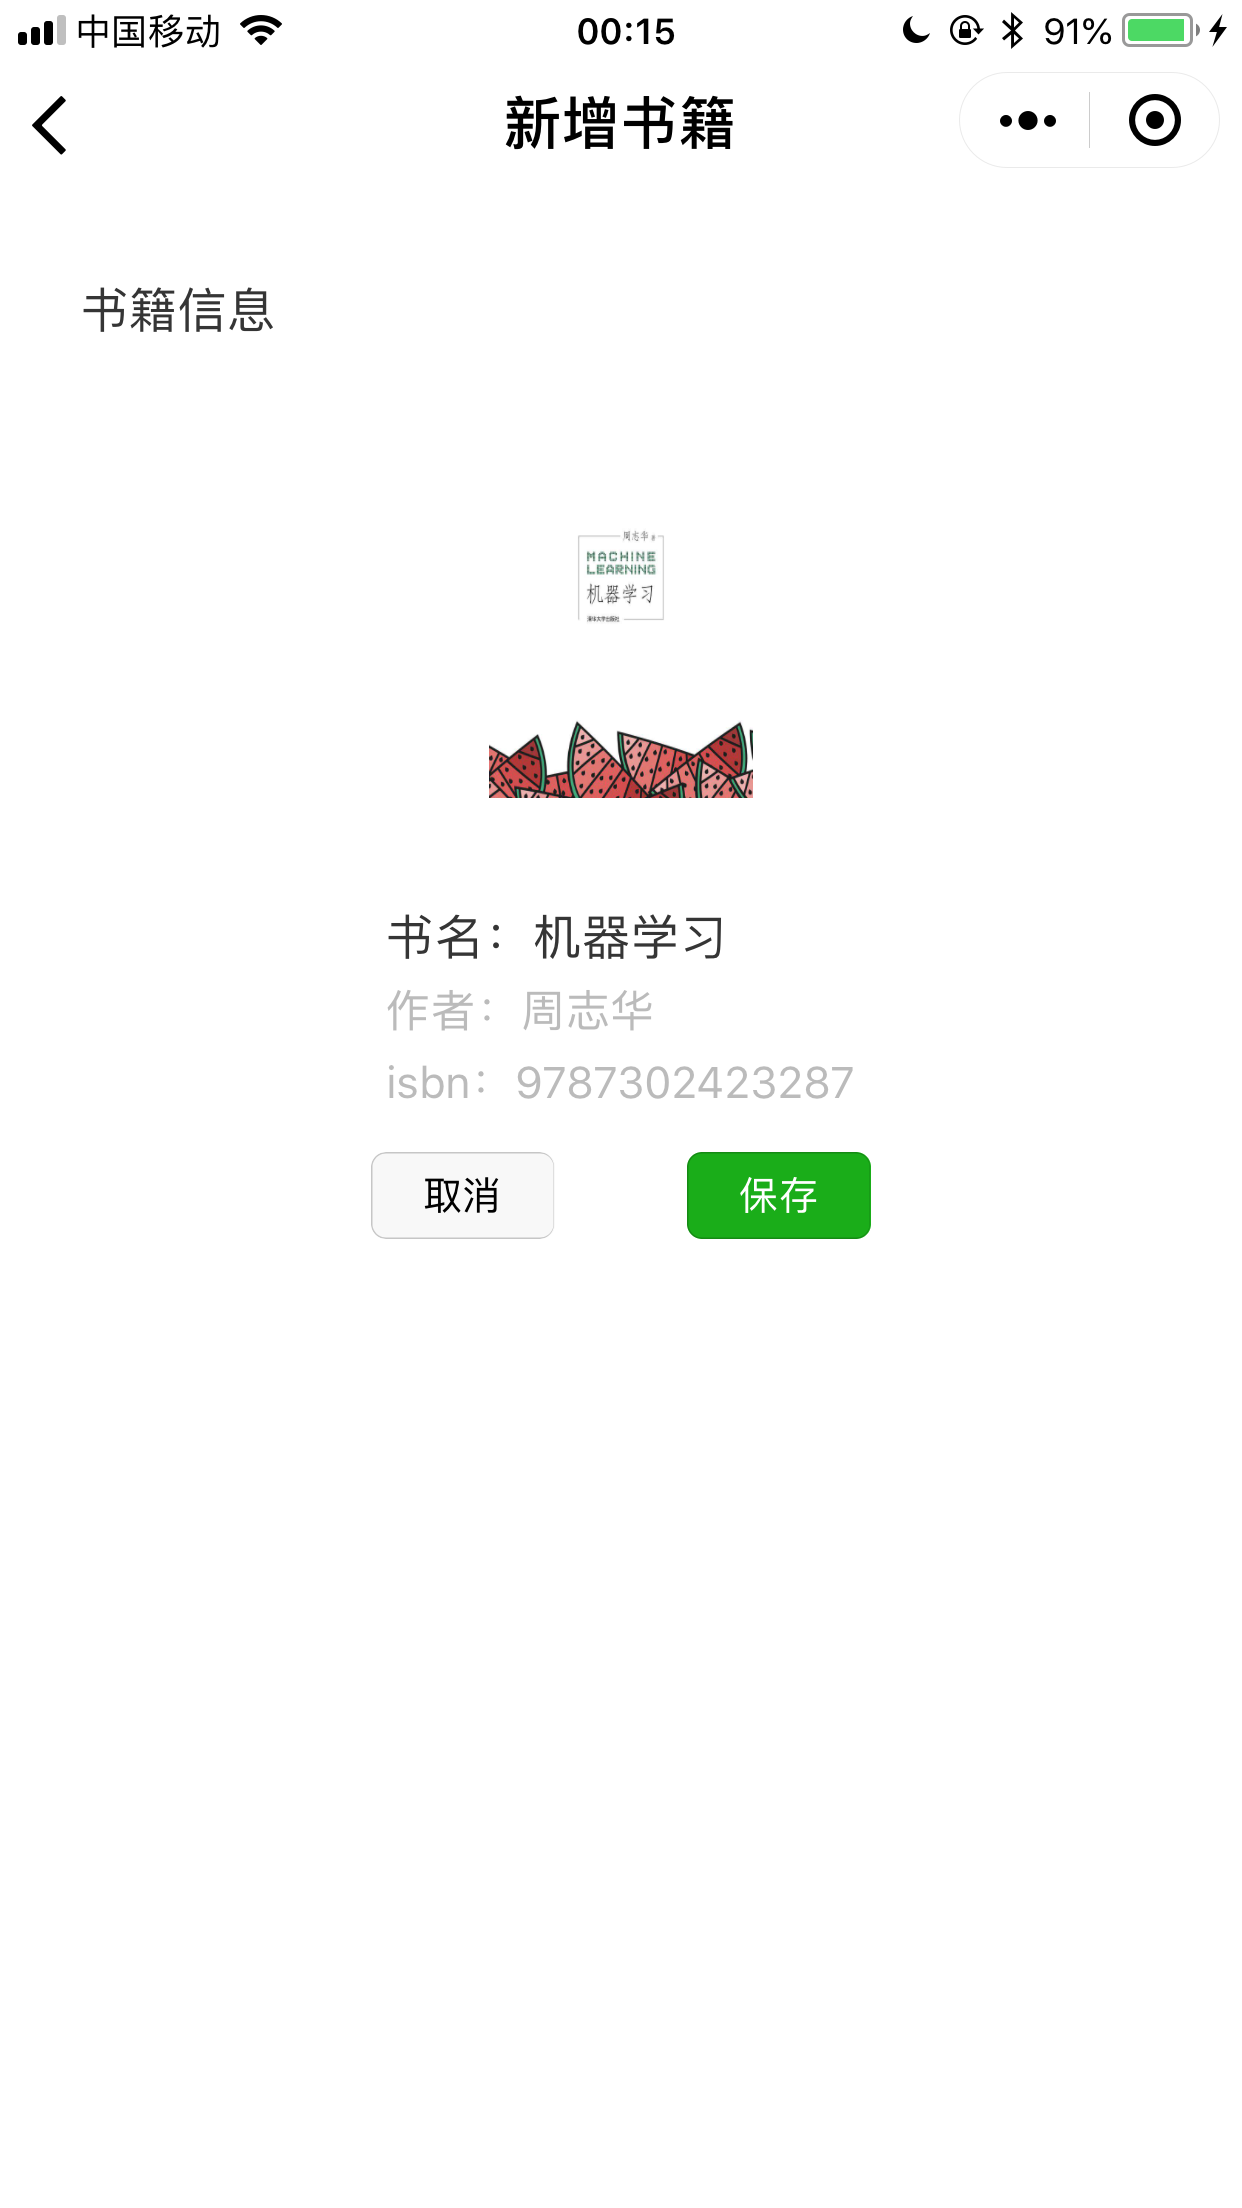 中国移动 00:15 91%
新增书籍
书籍信息
周志华 著
MACHINE
LEARNING
机器学习
清华大学出版社
书名：机器学习
作者：周志华
isbn：9787302423287
取消 保存